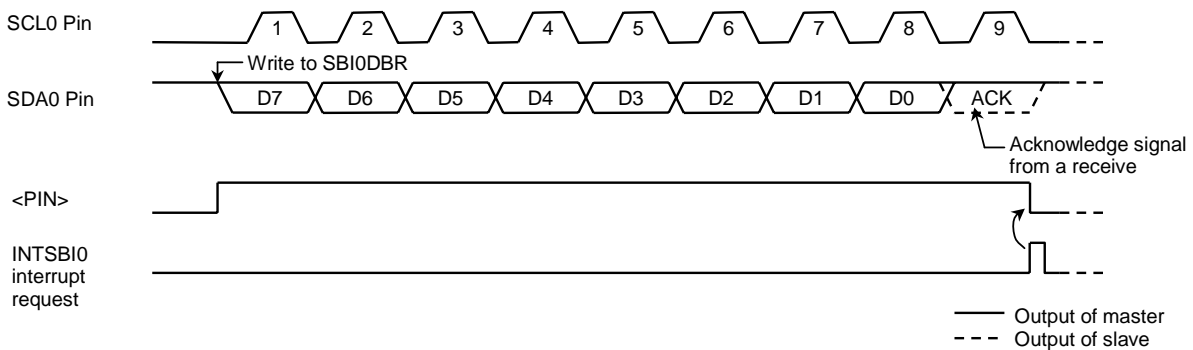 SCL0 Pin
1 2 3 4 5 6 7 8 9
Write to SBI0DBR
SDA0 Pin
D7 D6 D5 D4 D3 D2 D1 D0 ACK
Acknowledge signal
from a receive
<PIN>
INTSBI0
interrupt
request
Output of master
Output of slave